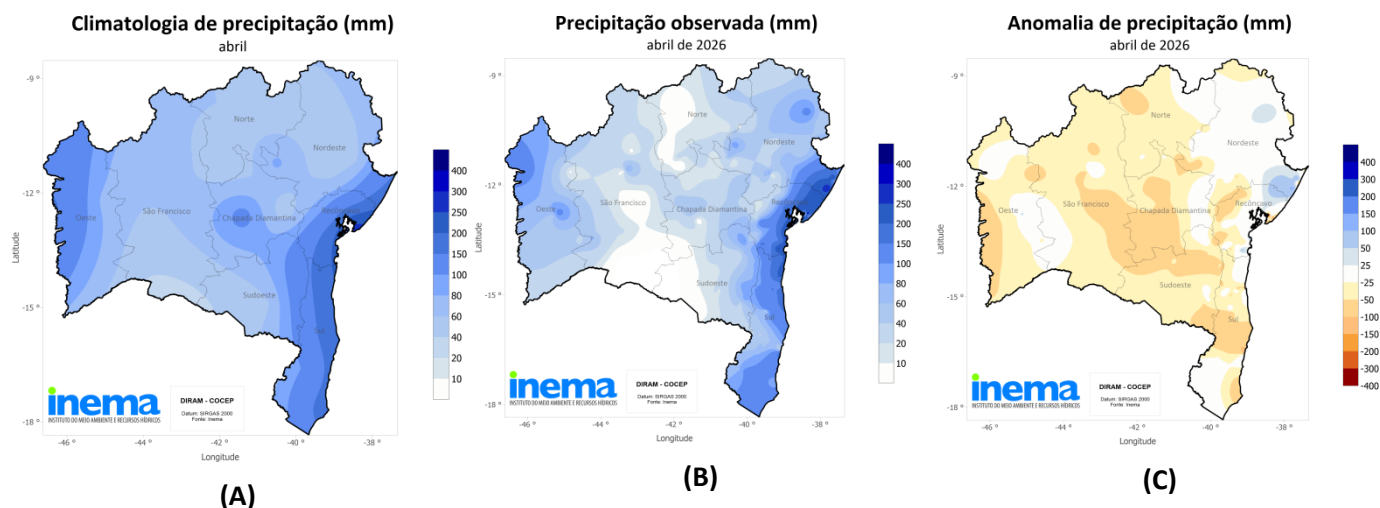 Climatologia de precipitação (mm)
abril
-9 º
-12 º
-15 º
-18 º
Latitude
-46 º
-44 º
-42 º
-40 º
-38 º
Longitude
Norte
Nordeste
Oeste
São Francisco
Chapada Diamantina
Recôncavo
Sudoeste
Sul
400
300
250
200
150
100
80
60
40
20
10
inema
INSTITUTO DO MEIO AMBIENTE E RECURSOS HÍDRICOS
DIRAM - COCEP
Datum: SIRGAS 2000
Fonte: Inema
(A)
Precipitação observada (mm)
abril de 2026
-9 º
-12 º
-15 º
-18 º
Latitude
-46 º
-44 º
-42 º
-40 º
-38 º
Longitude
Norte
Nordeste
Oeste
São Francisco
Chapada Diamantina
Sudoeste
Sul
400
300
250
200
150
100
80
60
40
20
10
inema
INSTITUTO DO MEIO AMBIENTE E RECURSOS HÍDRICOS
DIRAM - COCEP
Datum: SIRGAS 2000
Fonte: Inema
(B)
Anomalia de precipitação (mm)
abril de 2026
-9 º
-12 º
-15 º
-18 º
Latitude
-46 º
-44 º
-42 º
-40 º
-38 º
Longitude
Norte
Nordeste
Oeste
São Francisco
Chapada Diamantina
Recôncavo
Sudoeste
Sul
400
300
200
150
100
50
25
-25
-50
-100
-150
-200
-300
-400
inema
INSTITUTO DO MEIO AMBIENTE E RECURSOS HÍDRICOS
DIRAM - COCEP
Datum: SIRGAS 2000
Fonte: Inema
(C)